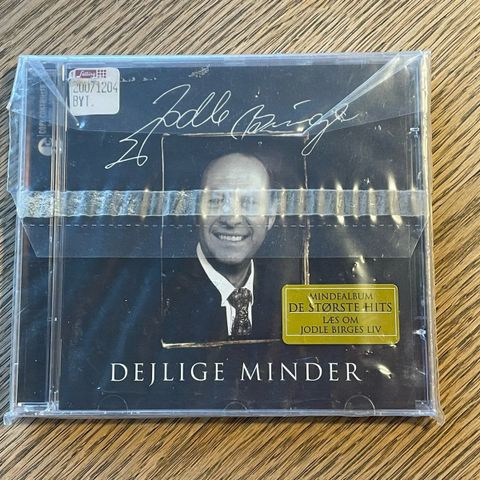 20071204
BYT.
Jodle Birge
MINDEALBUM
DE STØRSTE HITS
LÆS OM
JODLE BIRGES LIV
DEJLIGE MINDER